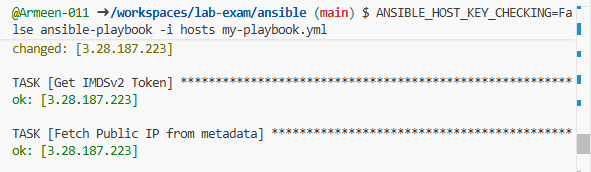 @Armeen-011 ➜/workspaces/lab-exam/ansible (main) $ ANSIBLE_HOST_KEY_CHECKING=Fa
lse ansible-playbook -i hosts my-playbook.yml
changed: [3.28.187.223]
TASK [Get IMDSv2 Token] *******************************************************
ok: [3.28.187.223]
TASK [Fetch Public IP from metadata] ******************************************
ok: [3.28.187.223]